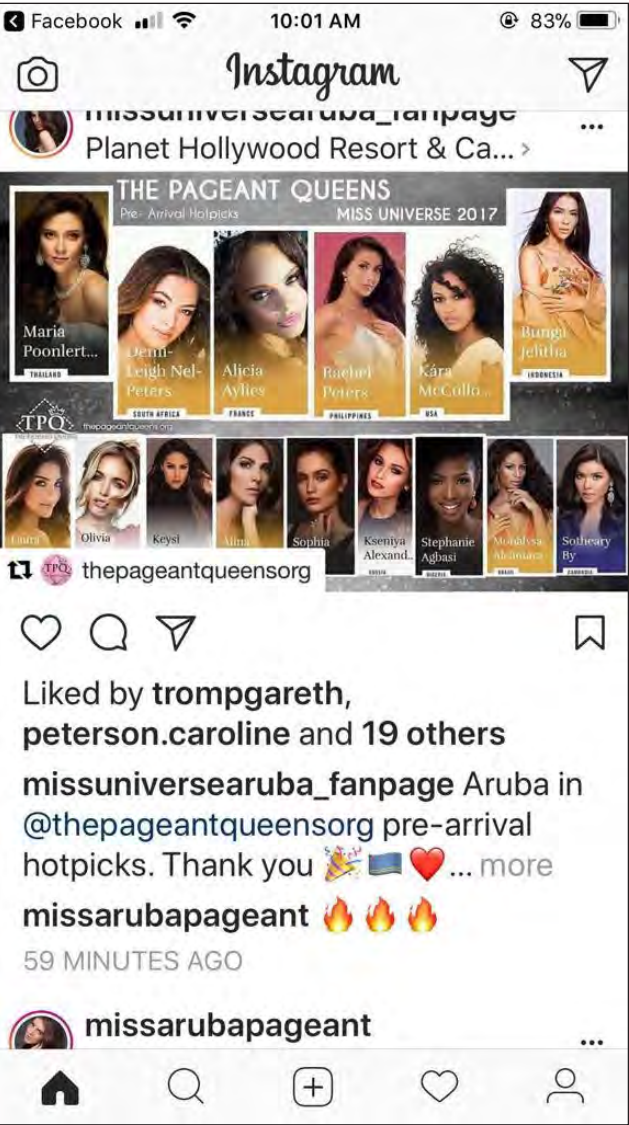 Facebook 10:01 AM 83%
Instagram
missuniversearuba_fanpage
Planet Hollywood Resort & Ca... >
THE PAGEANT QUEENS
Pre-Arrival Hotpicks MISS UNIVERSE 2017
Maria
Poonlert...
THAILAND
Demi-
Leigh Nel-
Peters
SOUTH AFRICA
Alicia
Aylies
FRANCE
Rachel
Peters
PHILIPPINES
Kára
McCullo...
USA
Bunga
Jelitha
INDONESIA
TPQ
thepageantqueens.org
Laura
Olivia
Keysi
Alina
Sophia
Kseniya
Alexand..
RUSSIA
Stephanie
Agbasi
NIGERIA
Monalysa
Alcântara
BRASIL
Sotheary
By
CAMBODIA
TPQ thepageantqueensorg
Liked by trompgareth,
peterson.caroline and 19 others
missuniversearuba_fanpage Aruba in
@thepageantqueensorg pre-arrival
hotpicks. Thank you 🎉🇦🇼❤️... more
missarubapageant 🔥🔥🔥
59 MINUTES AGO
missarubapageant